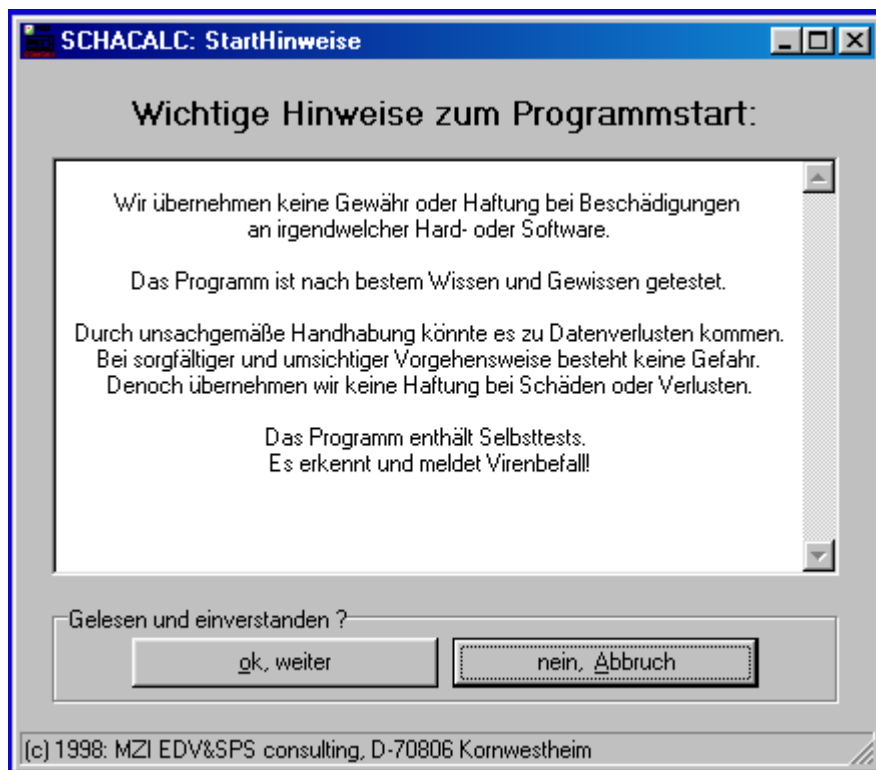 SCHACALC: StartHinweise
Wichtige Hinweise zum Programmstart:
Wir übernehmen keine Gewähr oder Haftung bei Beschädigungen
an irgendwelcher Hard- oder Software.
Das Programm ist nach bestem Wissen und Gewissen getestet.
Durch unsachgemäße Handhabung könnte es zu Datenverlusten kommen.
Bei sorgfältiger und umsichtiger Vorgehensweise besteht keine Gefahr.
Denoch übernehmen wir keine Haftung bei Schäden oder Verlusten.
Das Programm enthält Selbsttests.
Es erkennt und meldet Virenbefall!
Gelesen und einverstanden ?
ok, weiter
nein, Abbruch
(c) 1998: MZI EDV&SPS consulting, D-70806 Kornwestheim